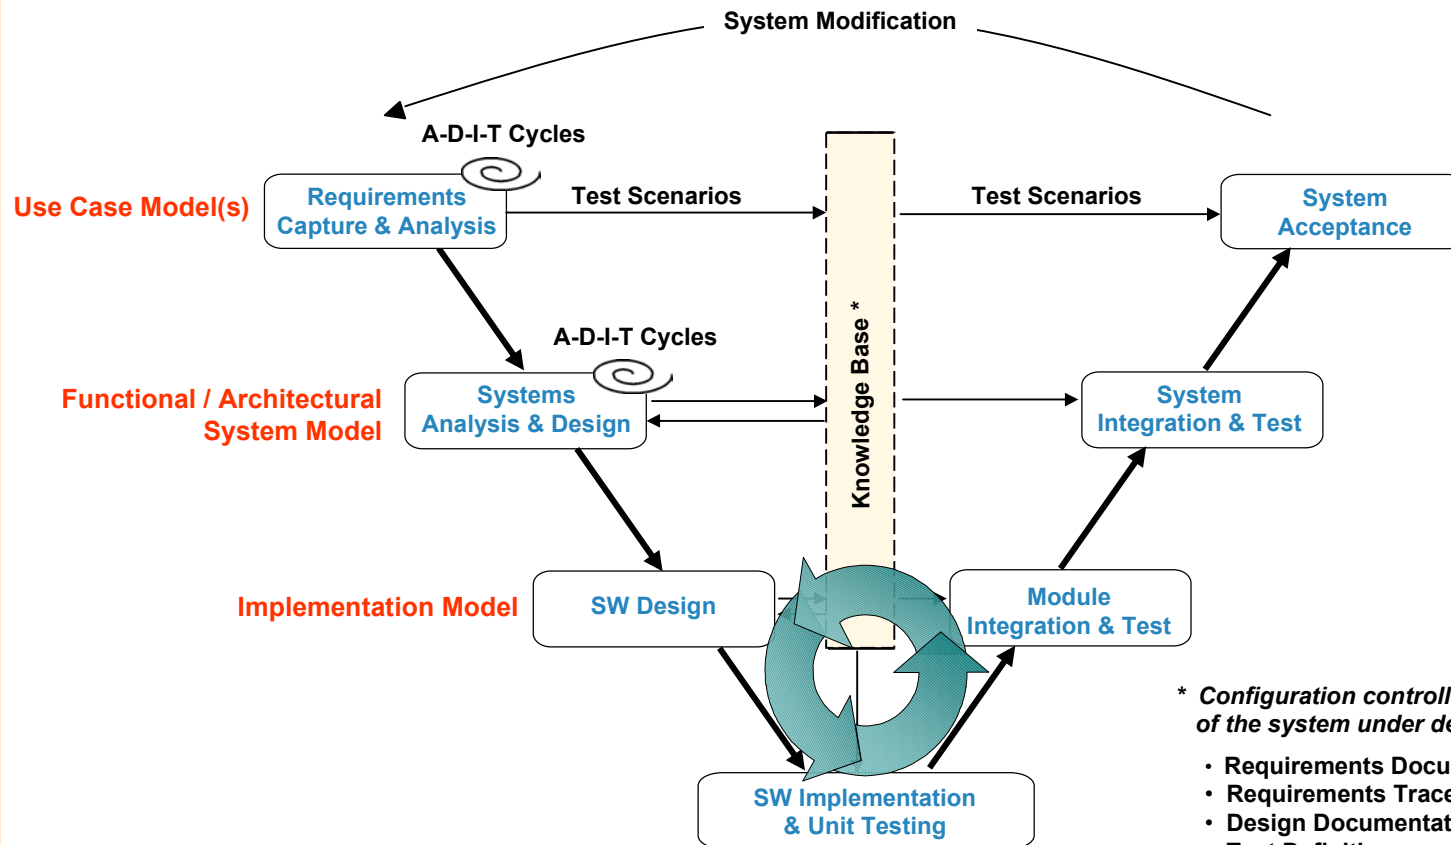 System Modification
A-D-I-T Cycles
Use Case Model(s)
Requirements
Capture & Analysis
Test Scenarios
Test Scenarios
System
Acceptance
Knowledge Base *
A-D-I-T Cycles
Functional / Architectural
System Model
Systems
Analysis & Design
System
Integration & Test
Implementation Model
SW Design
Module
Integration & Test
SW Implementation
& Unit Testing
* Configuration controll
of the system under de
• Requirements Docu
• Requirements Trace
• Design Documentat